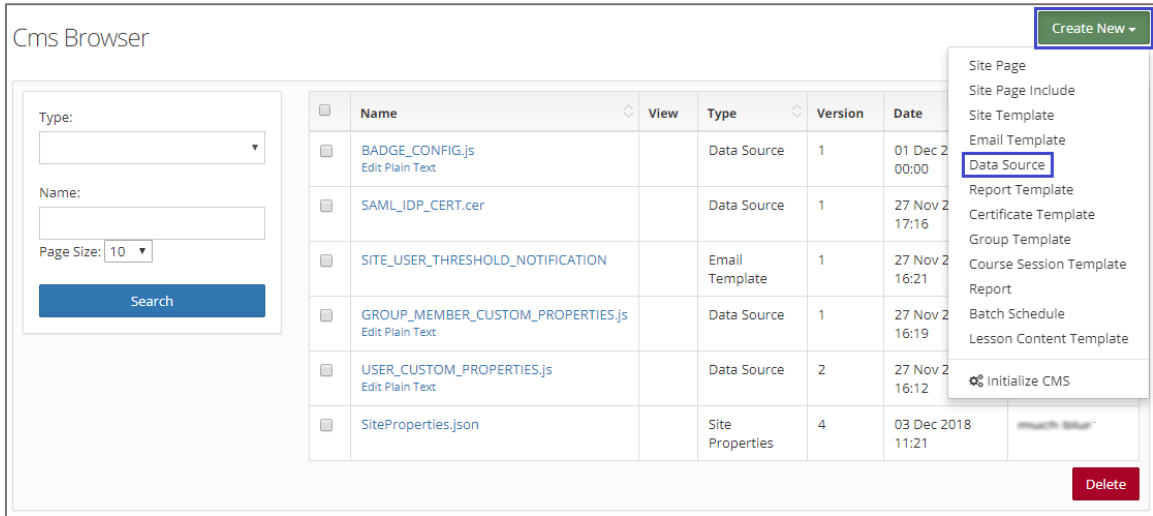 Cms Browser
Create New
Site Page
Site Page Include
Site Template
Email Template
Data Source
Report Template
Certificate Template
Group Template
Course Session Template
Report
Batch Schedule
Lesson Content Template
Initialize CMS
Type:
Name:
Page Size: 10
Search
Name View Type Version Date
BADGE_CONFIG.js Data Source 1 01 Dec 2
Edit Plain Text 00:00
SAML_IDP_CERT.cer Data Source 1 27 Nov 2
17:16
SITE_USER_THRESHOLD_NOTIFICATION Email 1 27 Nov 2
Template 16:21
GROUP_MEMBER_CUSTOM_PROPERTIES.js Data Source 1 27 Nov 2
Edit Plain Text 16:19
USER_CUSTOM_PROPERTIES.js Data Source 2 27 Nov 2
Edit Plain Text 16:12
SiteProperties.json Site 4 03 Dec 2018
Properties 11:21
Delete